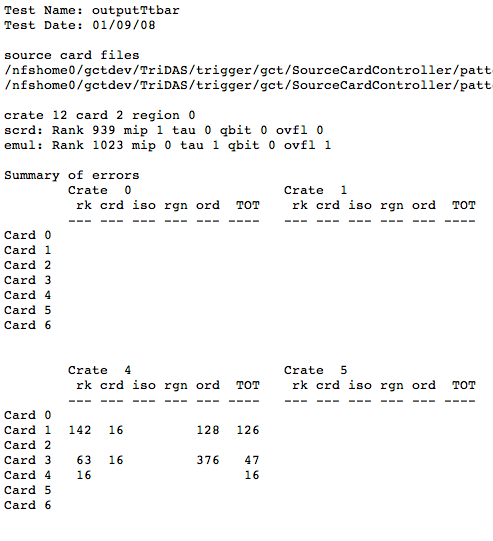 Test Name: outputTtbar
Test Date: 01/09/08
source card files
/nfshome0/gctdev/TriDAS/trigger/gct/SourceCardController/patt
/nfshome0/gctdev/TriDAS/trigger/gct/SourceCardController/patt
crate 12 card 2 region 0
scrd: Rank 939 mip 1 tau 0 qbit 0 ovfl 0
emul: Rank 1023 mip 0 tau 1 qbit 0 ovfl 1
Summary of errors
Crate  0                  Crate  1
rk crd iso rgn ord  TOT    rk crd iso rgn ord  TOT
--- --- --- --- --- ----   --- --- --- --- --- ----
Card 0
Card 1
Card 2
Card 3
Card 4
Card 5
Card 6
Crate  4                  Crate  5
rk crd iso rgn ord  TOT    rk crd iso rgn ord  TOT
--- --- --- --- --- ----   --- --- --- --- --- ----
Card 0
Card 1  142  16         128  126
Card 2
Card 3   63  16         376   47
Card 4   16                   16
Card 5
Card 6